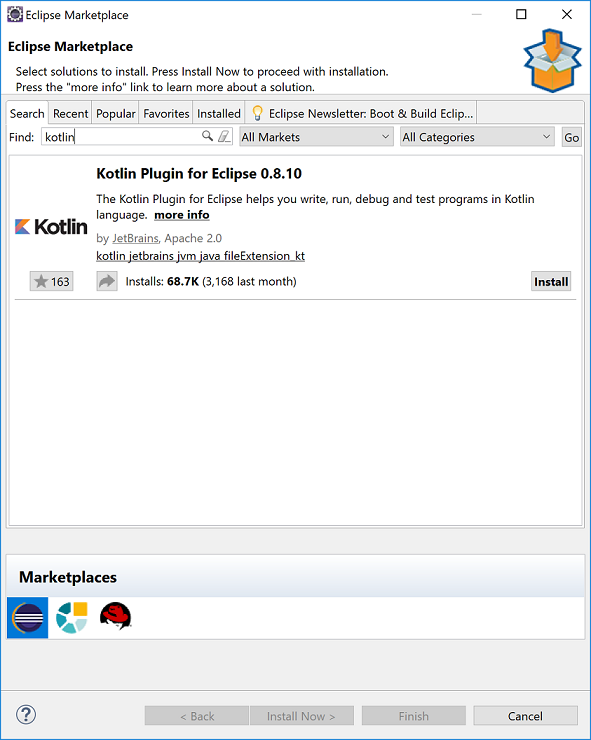 Eclipse Marketplace
Eclipse Marketplace
Select solutions to install. Press Install Now to proceed with installation.
Press the "more info" link to learn more about a solution.
Search Recent Popular Favorites Installed Eclipse Newsletter: Boot & Build Eclip...
Find: kotlin All Markets All Categories Go
Kotlin Plugin for Eclipse 0.8.10
The Kotlin Plugin for Eclipse helps you write, run, debug and test programs in Kotlin
language. more info
Kotlin
by JetBrains, Apache 2.0
kotlin jetbrains jvm java fileExtension_kt
163 Installs: 68.7K (3,168 last month) Install
Marketplaces
? < Back Install Now > Finish Cancel